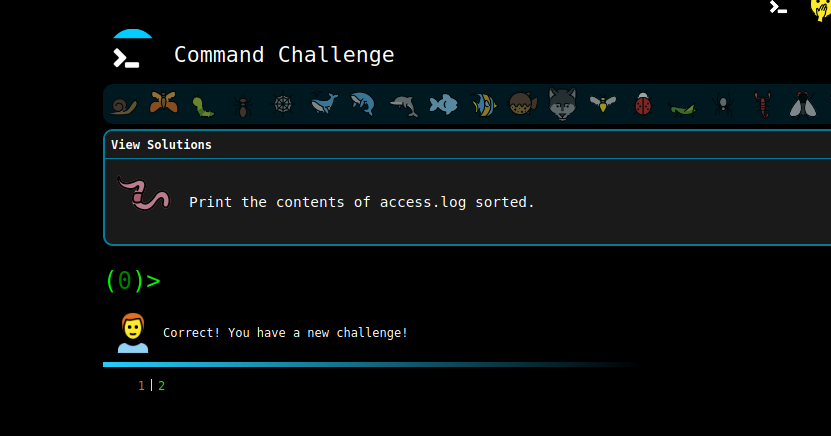 Command Challenge
View Solutions
Print the contents of access.log sorted.
(0)>
Correct! You have a new challenge!
1 | 2